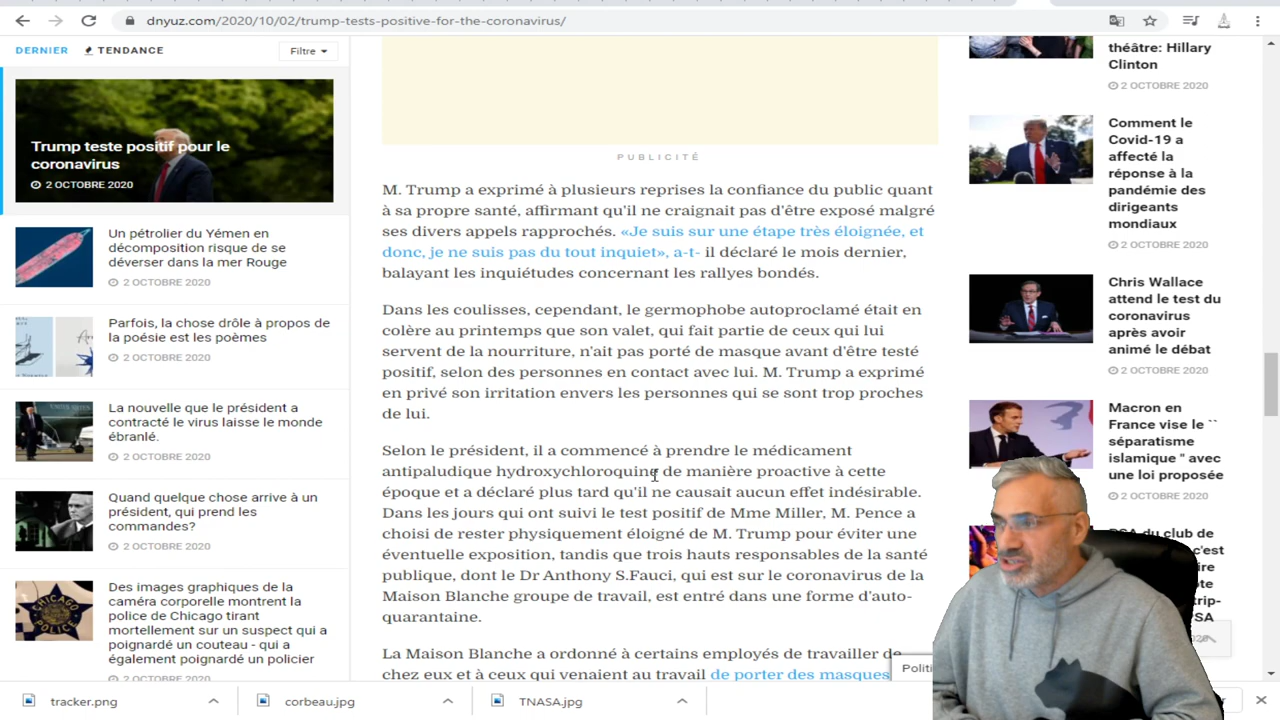 dnyuz.com/2020/10/02/trump-tests-positive-for-the-coronavirus/
DERNIER
TENDANCE
Filtre
Trump teste positif pour le
coronavirus
2 OCTOBRE 2020
Un pétrolier du Yémen en
décomposition risque de se
déverser dans la mer Rouge
2 OCTOBRE 2020
Parfois, la chose drôle à propos de
la poésie est les poèmes
2 OCTOBRE 2020
La nouvelle que le président a
contracté le virus laisse le monde
ébranlé.
2 OCTOBRE 2020
Quand quelque chose arrive à un
président, qui prend les
commandes?
2 OCTOBRE 2020
CHICAGO
POLICE
Des images graphiques de la
caméra corporelle montrent la
police de Chicago tirant
mortellement sur un suspect qui a
poignardé un couteau - qui a
également poignardé un policier
2 OCTOBRE 2020
PUBLICITÉ
M. Trump a exprimé à plusieurs reprises la confiance du public quant
à sa propre santé, affirmant qu'il ne craignait pas d'être exposé malgré
ses divers appels rapprochés. «Je suis sur une étape très éloignée, et
donc, je ne suis pas du tout inquiet», a-t- il déclaré le mois dernier,
balayant les inquiétudes concernant les rallyes bondés.
Dans les coulisses, cependant, le germophobe autoproclamé était en
colère au printemps que son valet, qui fait partie de ceux qui lui
servent de la nourriture, n'ait pas porté de masque avant d'être testé
positif, selon des personnes en contact avec lui. M. Trump a exprimé
en privé son irritation envers les personnes qui se sont trop proches
de lui.
Selon le président, il a commencé à prendre le médicament
antipaludique hydroxychloroquine de manière proactive à cette
époque et a déclaré plus tard qu'il ne causait aucun effet indésirable.
Dans les jours qui ont suivi le test positif de Mme Miller, M. Pence a
choisi de rester physiquement éloigné de M. Trump pour éviter une
éventuelle exposition, tandis que trois hauts responsables de la santé
publique, dont le Dr Anthony S.Fauci, qui est sur le coronavirus de la
Maison Blanche groupe de travail, est entré dans une forme d'auto-
quarantaine.
La Maison Blanche a ordonné à certains employés de travailler de
chez eux et à ceux qui venaient au travail de porter des masques
Politi
théâtre: Hillary
Clinton
2 OCTOBRE 2020
Comment le
Covid-19 a
affecté la
réponse à la
pandémie des
dirigeants
mondiaux
2 OCTOBRE 2020
Chris Wallace
attend le test du
coronavirus
après avoir
animé le débat
2 OCTOBRE 2020
Macron en
France vise le ``
séparatisme
islamique '' avec
une loi proposée
2 OCTOBRE 2020
du club de
c'est
tracker.png
corbeau.jpg
TNASA.jpg